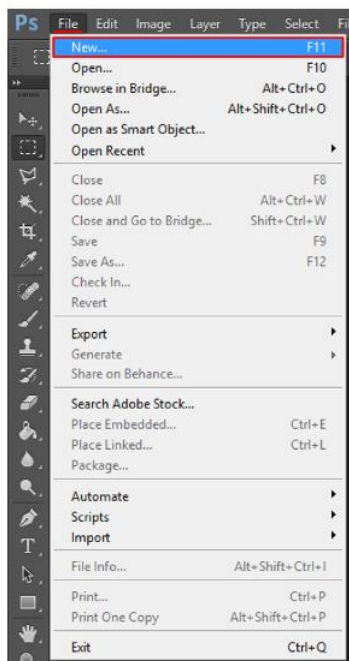 Ps File Edit Image Layer Type Select Fi
New... F11
Open... F10
Browse in Bridge... Alt+Ctrl+O
Open As... Alt+Shift+Ctrl+O
Open as Smart Object...
Open Recent
Close F8
Close All Alt+Ctrl+W
Close and Go to Bridge... Shift+Ctrl+W
Save F9
Save As... F12
Check In...
Revert
Export
Generate
Share on Behance...
Search Adobe Stock...
Place Embedded... Ctrl+E
Place Linked... Ctrl+L
Package...
Automate
Scripts
Import
File Info... Alt+Shift+Ctrl+I
Print... Ctrl+P
Print One Copy Alt+Shift+Ctrl+P
Exit Ctrl+Q